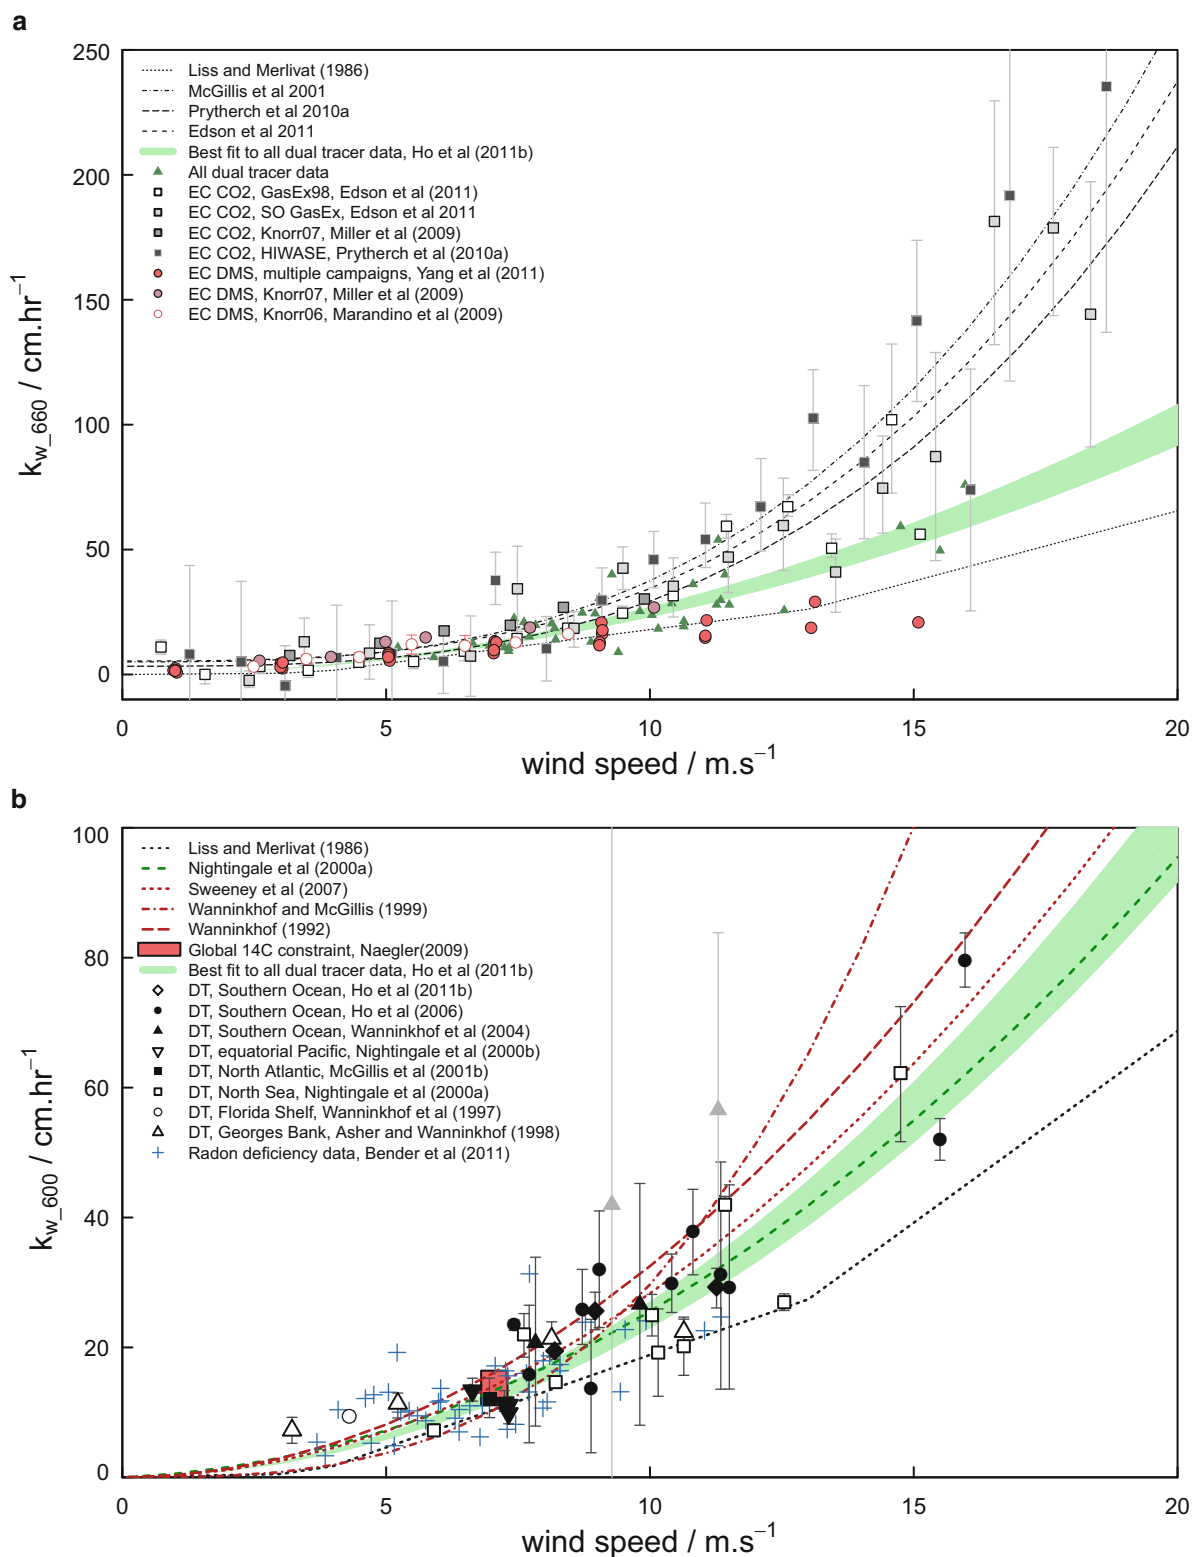 a
250
200
150
100
50
0
k_w_660 / cm.hr⁻¹
Liss and Merlivat (1986)
McGillis et al 2001
Prytherch et al 2010a
Edson et al 2011
Best fit to all dual tracer data, Ho et al (2011b)
All dual tracer data
EC CO2, GasEx98, Edson et al (2011)
EC CO2, SO GasEx, Edson et al 2011
EC CO2, Knorr07, Miller et al (2009)
EC CO2, HIWASE, Prytherch et al (2010a)
EC DMS, multiple campaigns, Yang et al (2011)
EC DMS, Knorr07, Miller et al (2009)
EC DMS, Knorr06, Marandino et al (2009)
0 5 10 15 20
wind speed / m.s⁻¹
b
100
80
60
40
20
0
k_w_600 / cm.hr⁻¹
Liss and Merlivat (1986)
Nightingale et al (2000a)
Sweeney et al (2007)
Wanninkhof and McGillis (1999)
Wanninkhof (1992)
Global 14C constraint, Naegler(2009)
Best fit to all dual tracer data, Ho et al (2011b)
DT, Southern Ocean, Ho et al (2011b)
DT, Southern Ocean, Ho et al (2006)
DT, Southern Ocean, Wanninkhof et al (2004)
DT, equatorial Pacific, Nightingale et al (2000b)
DT, North Atlantic, McGillis et al (2001b)
DT, North Sea, Nightingale et al (2000a)
DT, Florida Shelf, Wanninkhof et al (1997)
DT, Georges Bank, Asher and Wanninkhof (1998)
Radon deficiency data, Bender et al (2011)
0 5 10 15 20
wind speed / m.s⁻¹